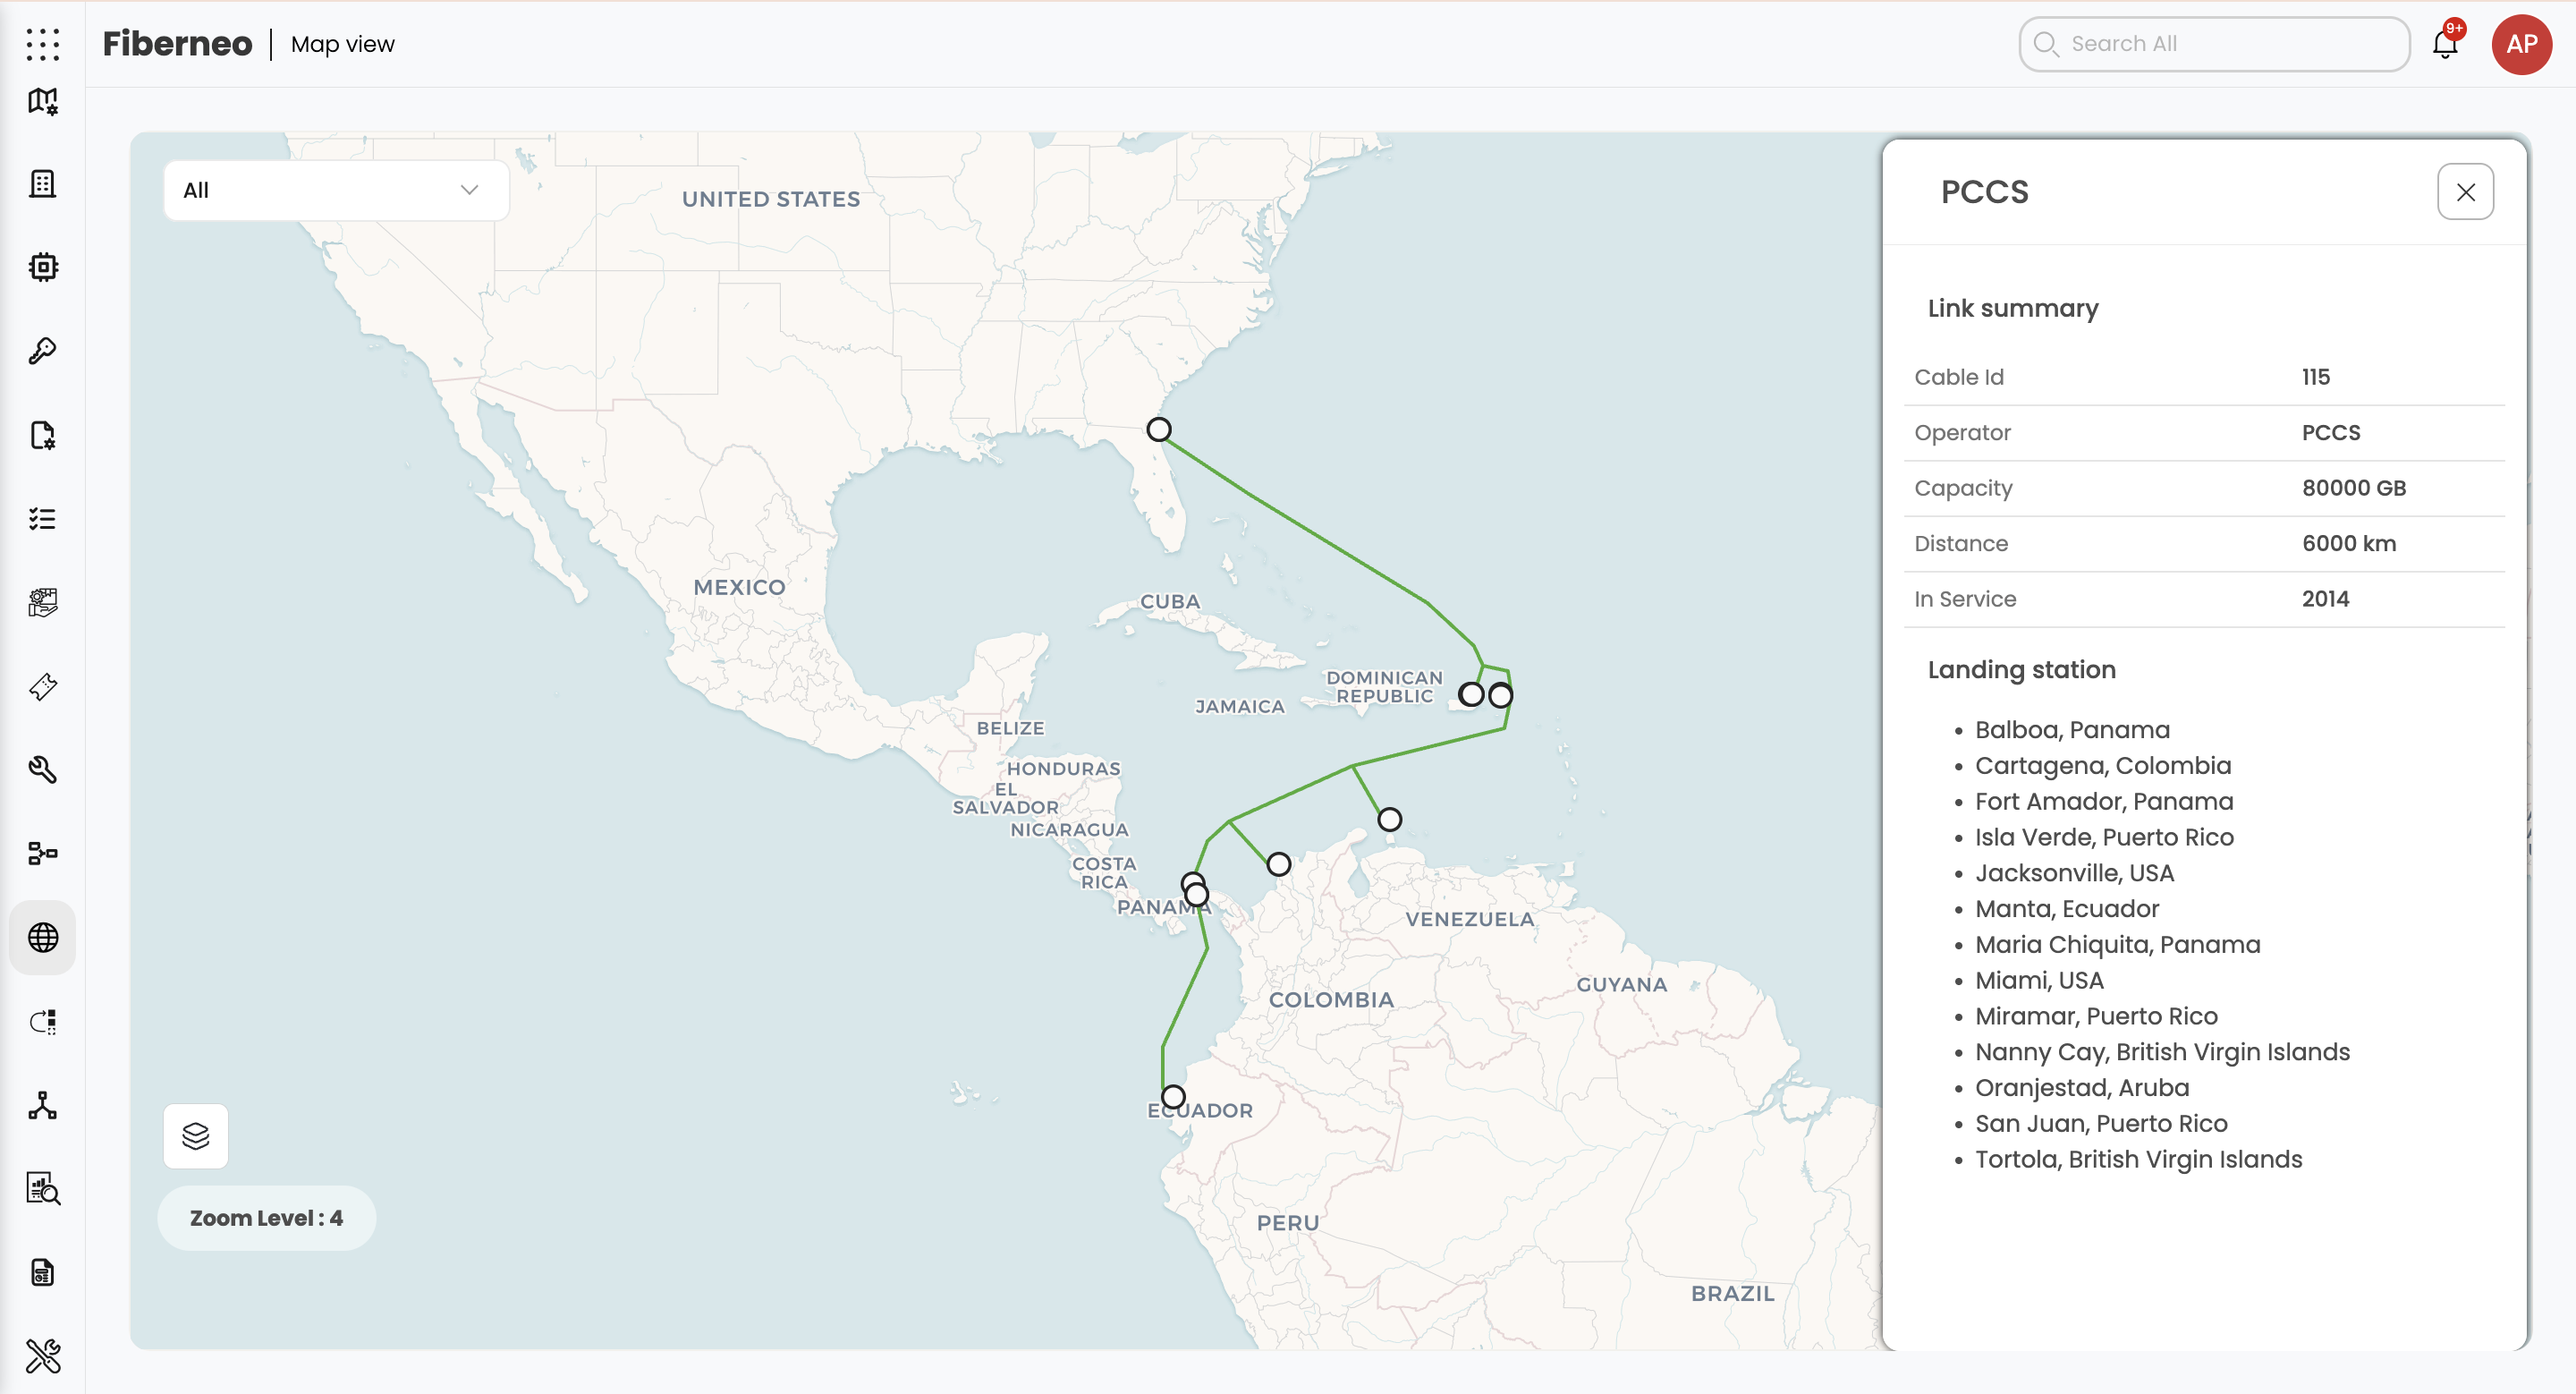 Fiberneo
Map view
Search All
9+
AP
All
UNITED STATES
MEXICO
CUBA
DOMINICAN
REPUBLIC
JAMAICA
BELIZE
HONDURAS
EL
SALVADOR
NICARAGUA
COSTA
RICA
PANAMA
VENEZUELA
GUYANA
COLOMBIA
ECUADOR
PERU
BRAZIL
Zoom Level : 4
PCCS
Link summary
Cable Id 115
Operator PCCS
Capacity 80000 GB
Distance 6000 km
In Service 2014
Landing station
• Balboa, Panama
• Cartagena, Colombia
• Fort Amador, Panama
• Isla Verde, Puerto Rico
• Jacksonville, USA
• Manta, Ecuador
• Maria Chiquita, Panama
• Miami, USA
• Miramar, Puerto Rico
• Nanny Cay, British Virgin Islands
• Oranjestad, Aruba
• San Juan, Puerto Rico
• Tortola, British Virgin Islands